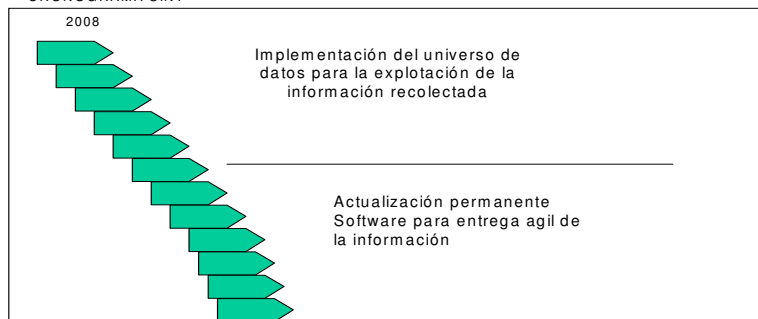 2008
Implementación del universo de
datos para la explotación de la
información recolectada
Actualización permanente
Software para entrega agil de
la información